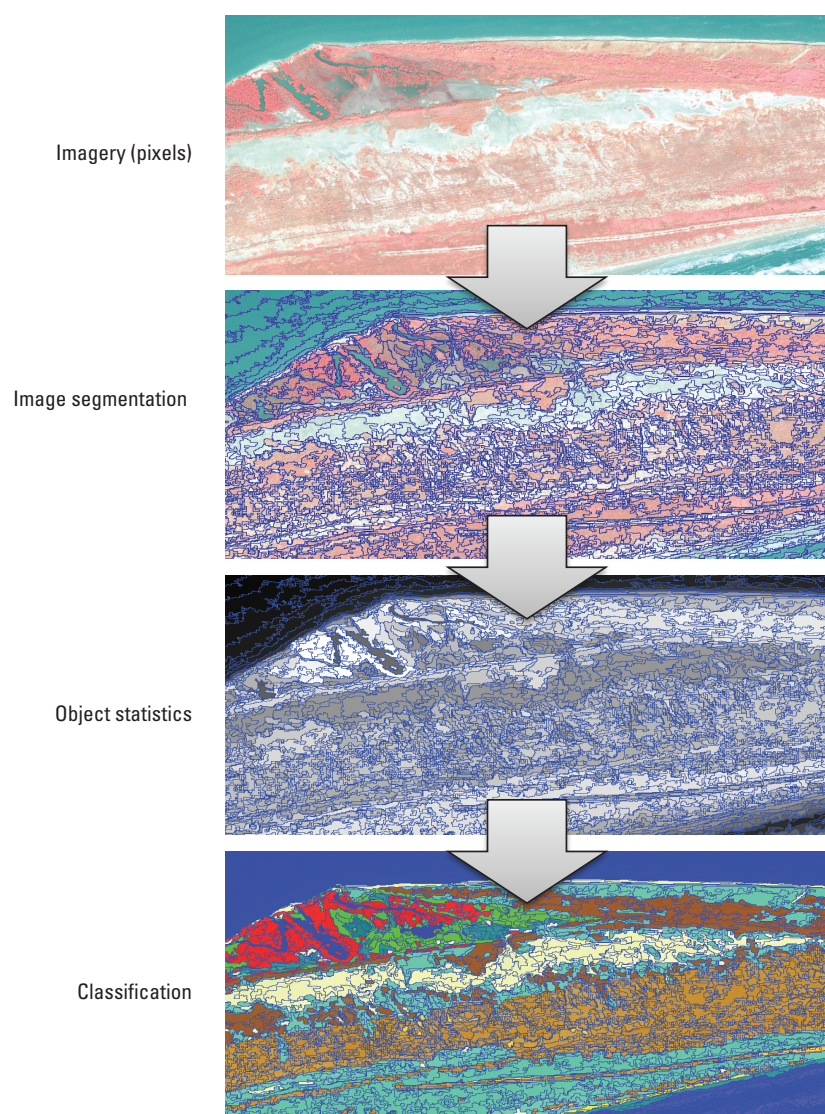 Imagery (pixels)
Image segmentation
Object statistics
Classification